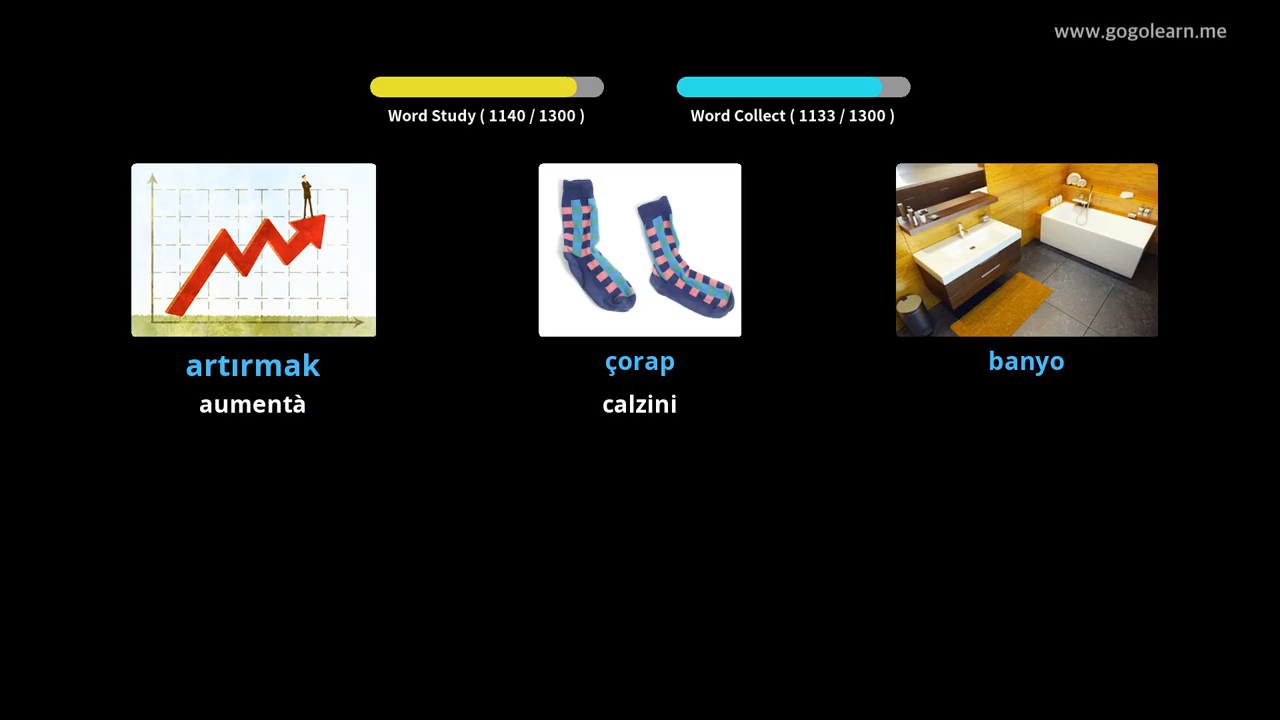 www.gogolearn.me
Word Study ( 1140 / 1300 )
Word Collect ( 1133 / 1300 )
artırmak
çorap
banyo
aumentà
calzini